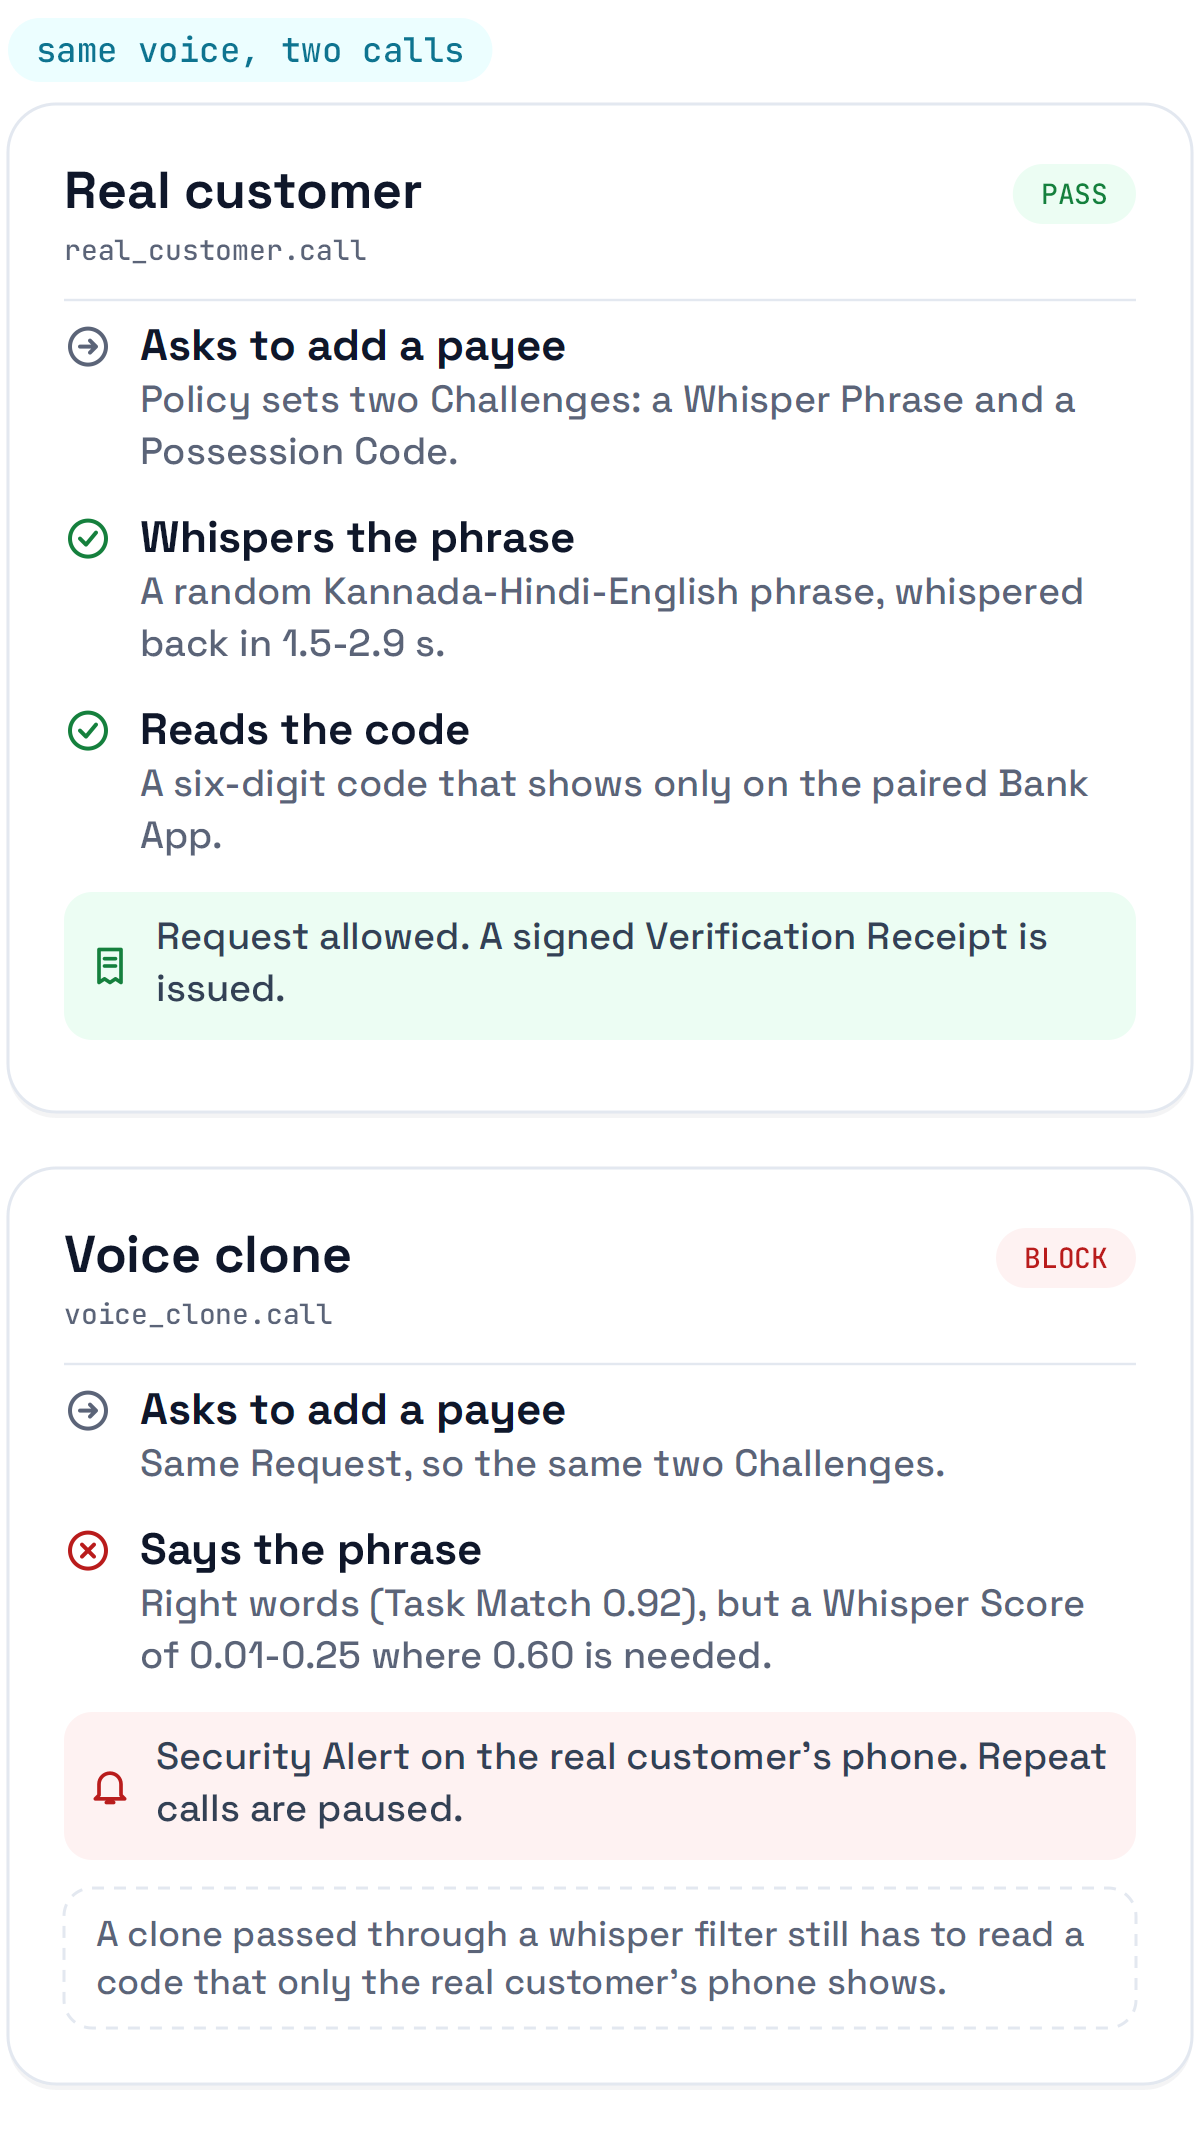 same voice, two calls
Real customer
PASS
real_customer.call
Asks to add a payee
Policy sets two Challenges: a Whisper Phrase and a
Possession Code.
Whispers the phrase
A random Kannada-Hindi-English phrase, whispered
back in 1.5-2.9 s.
Reads the code
A six-digit code that shows only on the paired Bank
App.
Request allowed. A signed Verification Receipt is
issued.
Voice clone
BLOCK
voice_clone.call
Asks to add a payee
Same Request, so the same two Challenges.
Says the phrase
Right words (Task Match 0.92), but a Whisper Score
of 0.01-0.25 where 0.60 is needed.
Security Alert on the real customer’s phone. Repeat
calls are paused.
A clone passed through a whisper filter still has to read a
code that only the real customer’s phone shows.